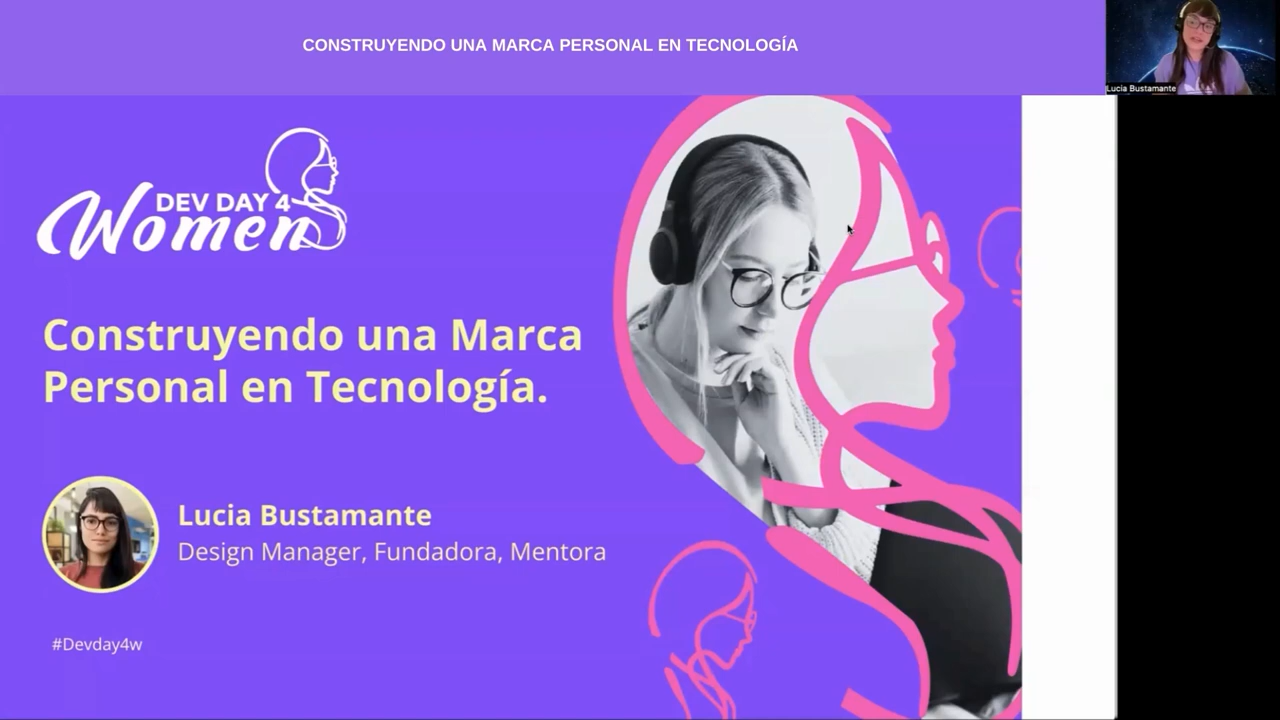 CONSTRUYENDO UNA MARCA PERSONAL EN TECNOLOGÍA
Lucia Bustamante
DEV DAY 4
Women
Construyendo una Marca
Personal en Tecnología.
Lucia Bustamante
Design Manager, Fundadora, Mentora
#Devday4w